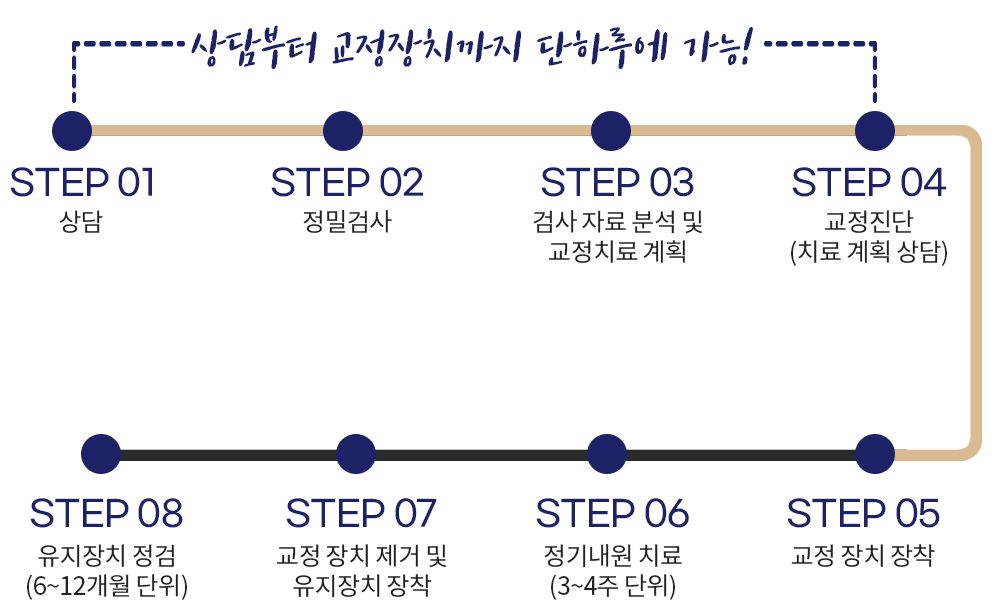 상담부터 교정장치까지 단하루에 가능!
STEP 01
상담
STEP 02
정밀검사
STEP 03
검사 자료 분석 및
교정치료 계획
STEP 04
교정진단
(치료 계획 상담)
STEP 08
유지장치 점검
(6~12개월 단위)
STEP 07
교정 장치 제거 및
유지장치 장착
STEP 06
정기내원 치료
(3~4주 단위)
STEP 05
교정 장치 장착